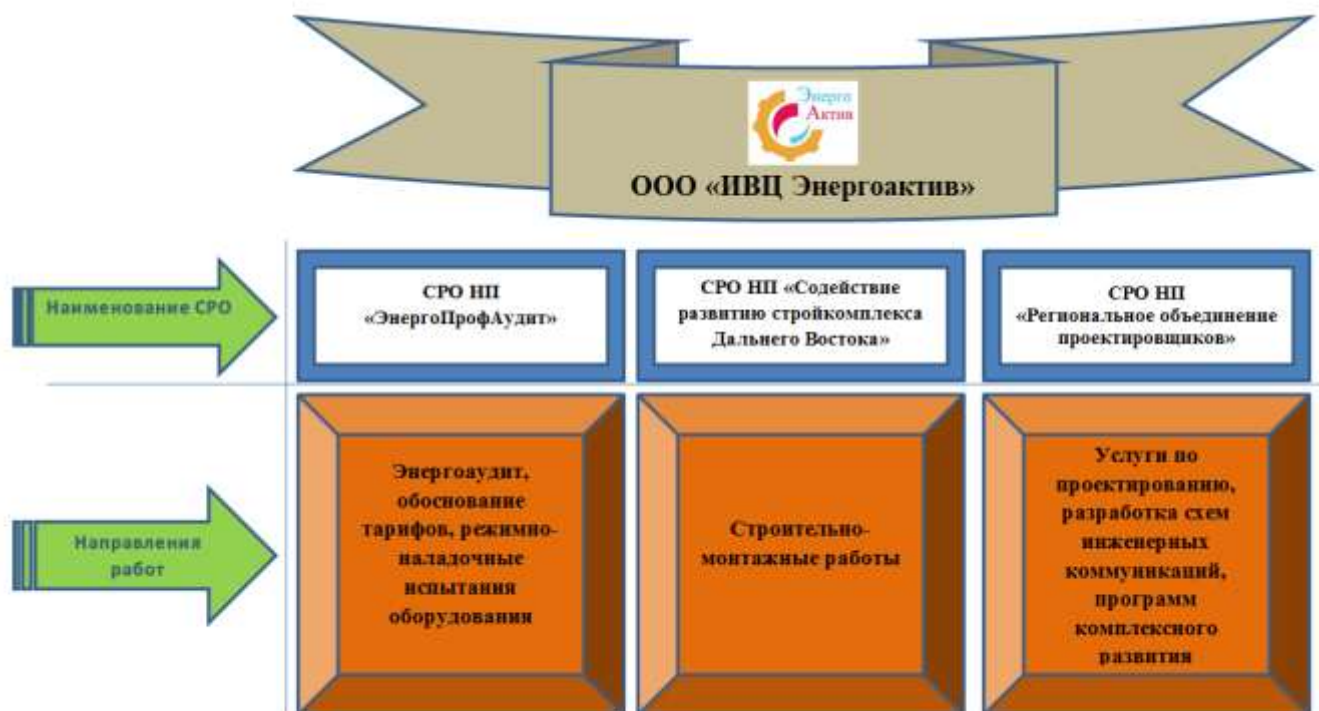 Энерго
Актив
ООО «ИВЦ Энергоактив»
Наименование СРО
СРО НП
«ЭнергоПрофАудит»
СРО НП «Содействие
развитию стройкомплекса
Дальнего Востока»
СРО НП
«Региональное объединение
проектировщиков»
Направления
работ
Энергоаудит,
обоснование
тарифов, режимно-
наладочные
испытания
оборудования
Строительно-
монтажные работы
Услуги по
проектированию,
разработка схем
инженерных
коммуникаций,
программ
комплексного
развития